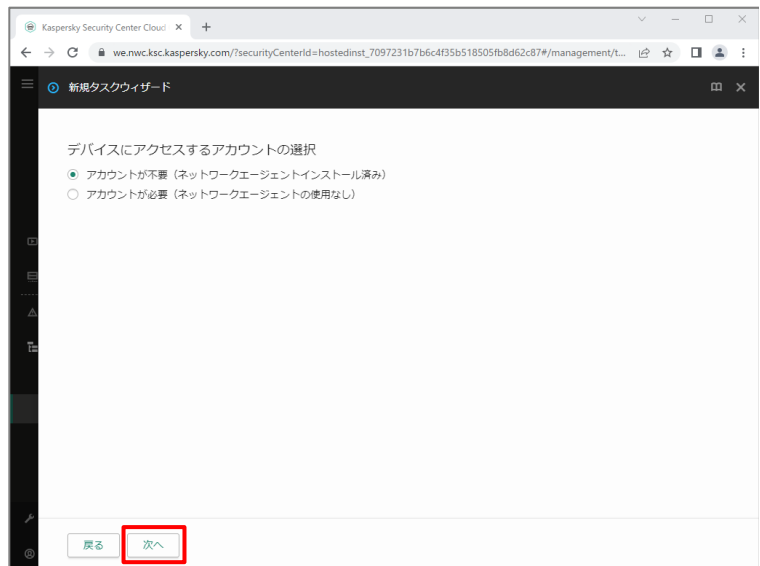 Kaspersky Security Center Cloud
we.nwc.ksc.kaspersky.com/?securityCenterId=hostedinst_7097231b7b6c4f35b518505fb8d62c87#/management/t...
新規タスクウィザード
デバイスにアクセスするアカウントの選択
アカウントが不要（ネットワークエージェントインストール済み）
アカウントが必要（ネットワークエージェントの使用なし）
戻る
次へ